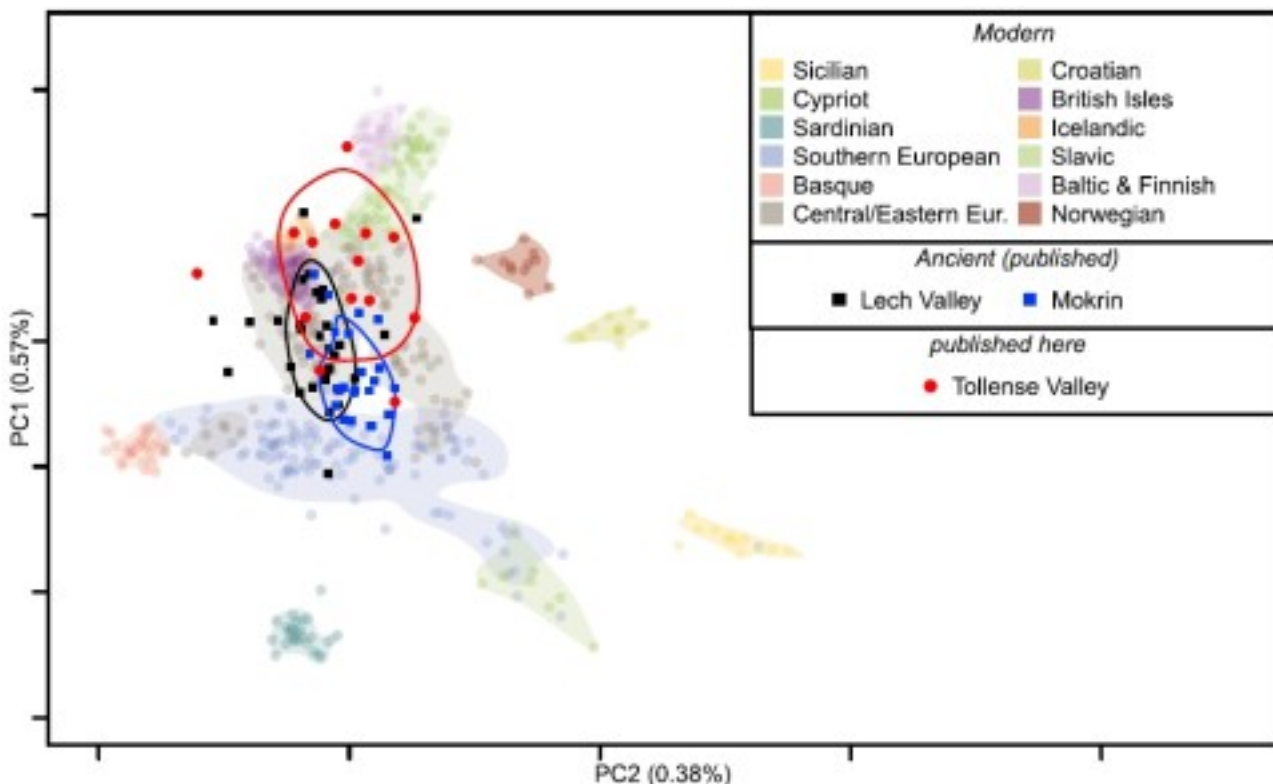 Modern
Sicilian
Cypriot
Sardinian
Southern European
Basque
Central/Eastern Eur.
Croatian
British Isles
Icelandic
Slavic
Baltic & Finnish
Norwegian
Ancient (published)
Lech Valley Mokrin
published here
Tollense Valley
PC1 (0.57%)
PC2 (0.38%)